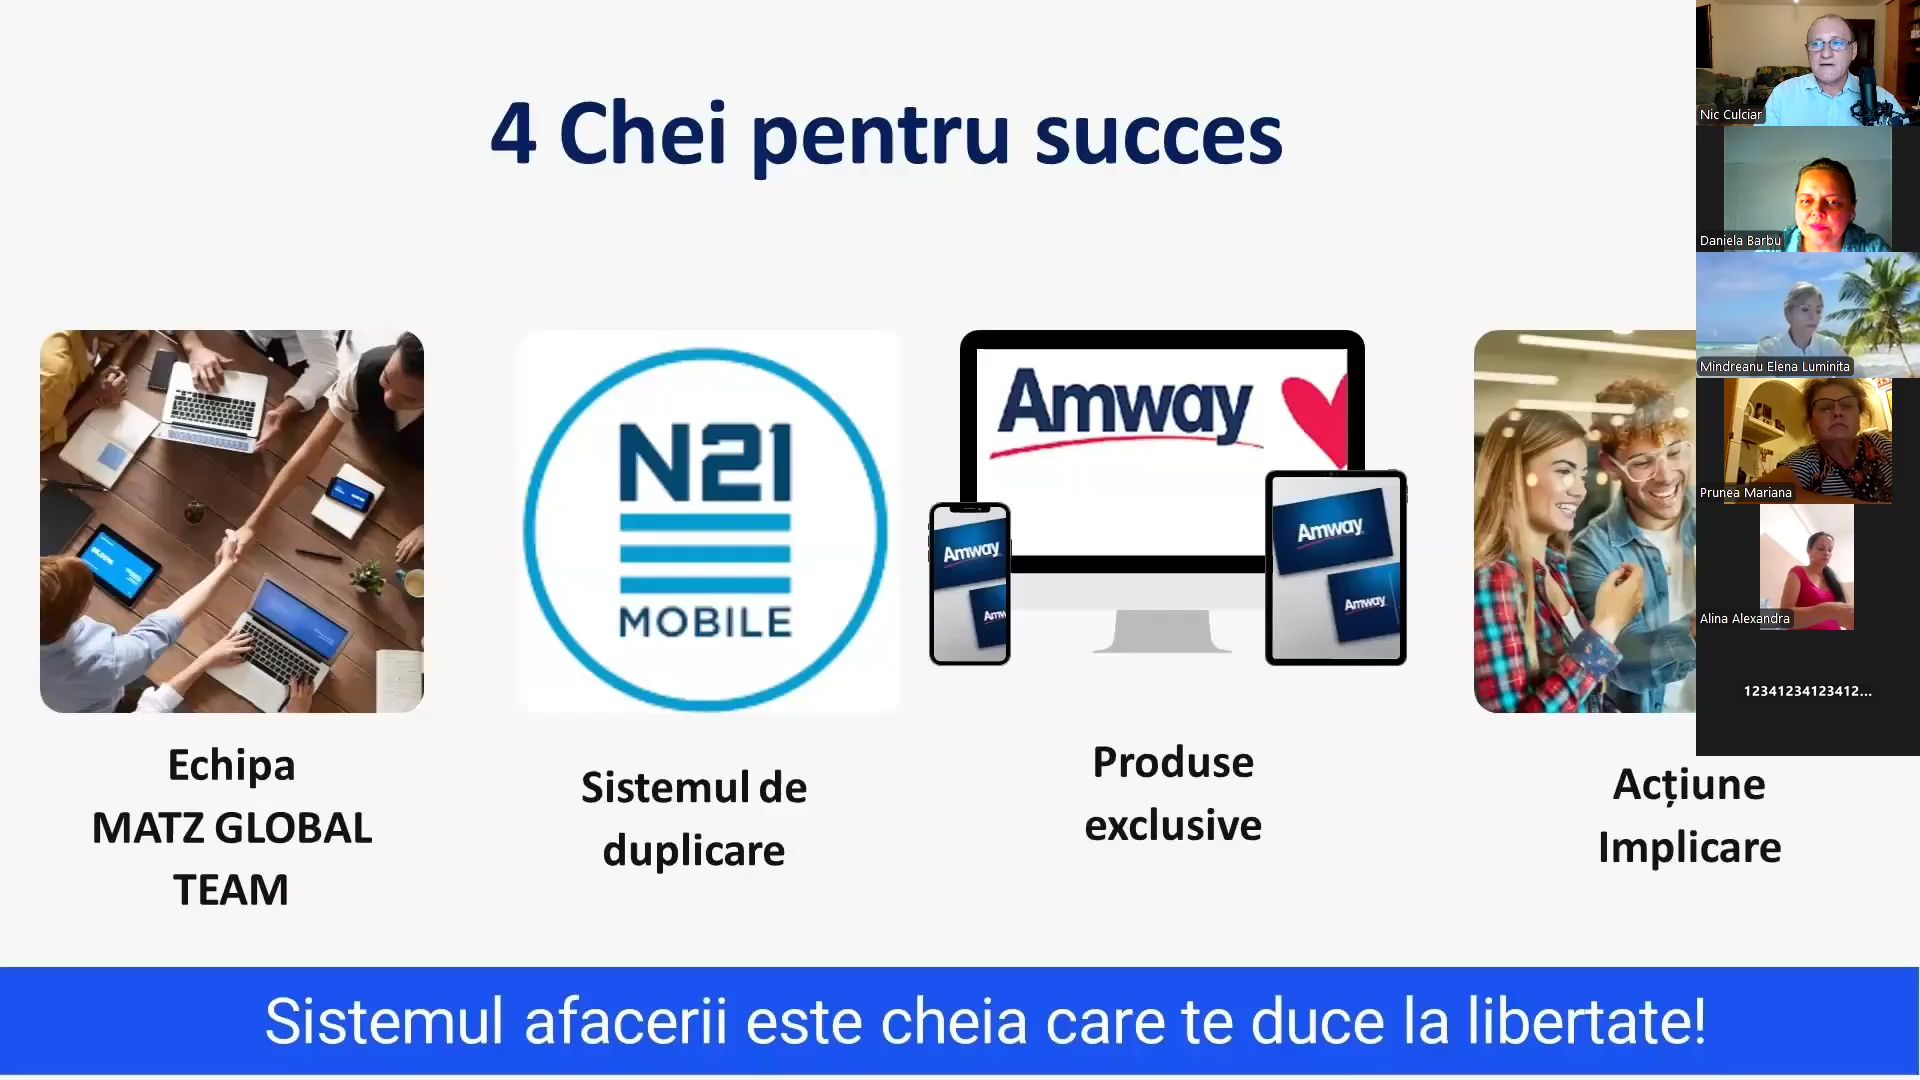 4 Chei pentru succes
N21
MOBILE
Amway
Amway
Amway
Amway
Echipa
MATZ GLOBAL
TEAM
Sistemul de
duplicare
Produse
exclusive
Acțiune
Implicare
Sistemul afacerii este cheia care te duce la libertate!
Nic Culciar
Daniela Barbu
Mindreanu Elena Luminita
Prunea Mariana
Alina Alexandra
12341234123412...